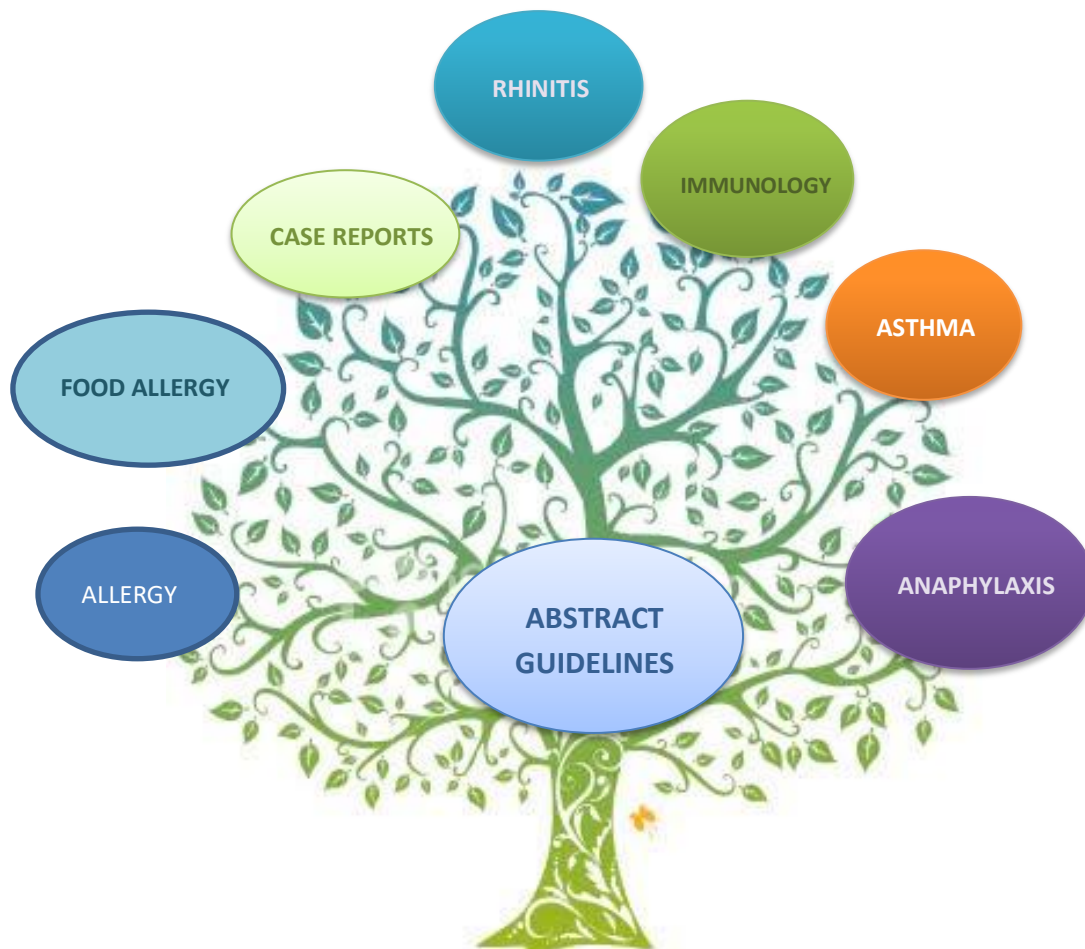 RHINITIS
IMMUNOLOGY
CASE REPORTS
ASTHMA
FOOD ALLERGY
ALLERGY
ANAPHYLAXIS
ABSTRACT
GUIDELINES